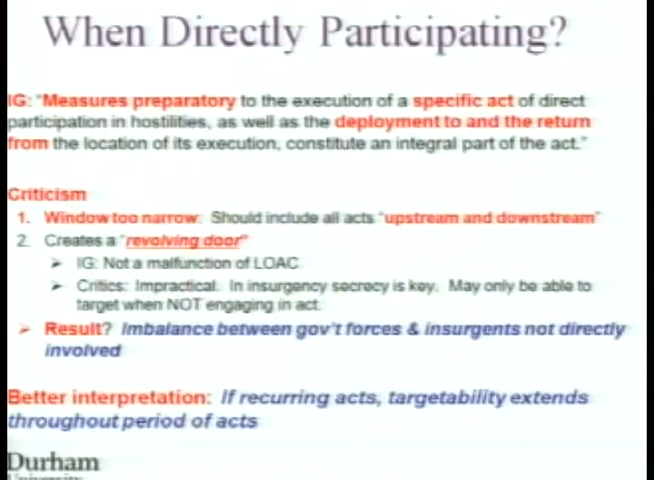 When Directly Participating?
IG: "Measures preparatory to the execution of a specific act of direct
participation in hostilities, as well as the deployment to and the return
from the location of its execution, constitute an integral part of the act."
Criticism
1. Window too narrow: Should include all acts "upstream and downstream"
2. Creates a "revolving door"
➢ IG: Not a malfunction of LOAC
➢ Critics: Impractical. In insurgency secrecy is key. May only be able to
target when NOT engaging in act.
➢ Result? Imbalance between gov't forces & insurgents not directly
involved
Better interpretation: If recurring acts, targetability extends
throughout period of acts
Durham
University